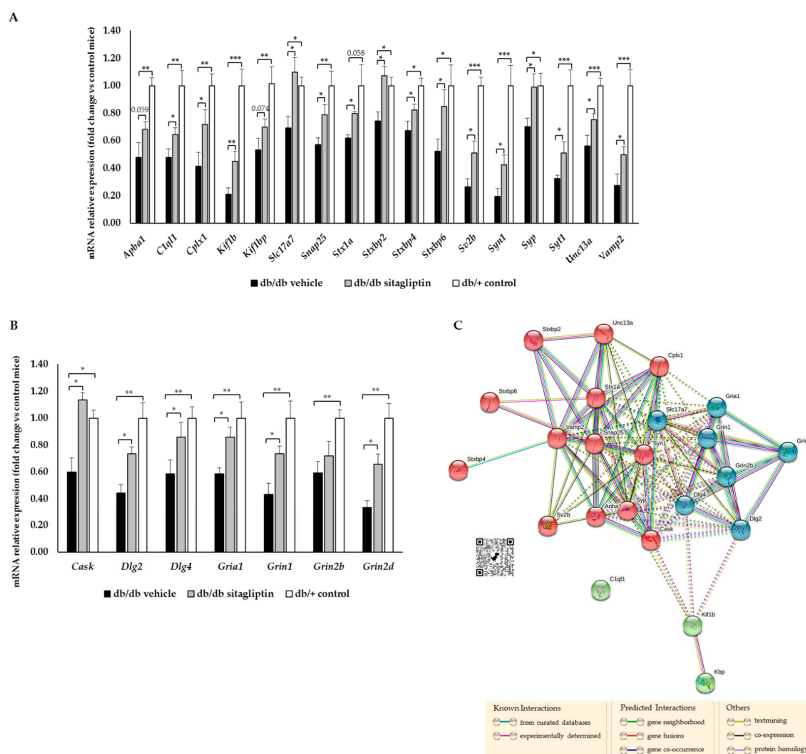 A
mRNA relative expression (fold change vs control mice)
1.40
1.20
1.00
0.80
0.60
0.40
0.20
0.00
** ** ** *** ** * ** 0.058 * * * *** *** * *** *** ***
0.059 * * ** 0.074 * * * * * * * * * * * *
Apba1 C1ql1 Cplx1 Kif1b Kif1bp Slc17a7 Snap25 Stx1a Stxbp2 Stxbp4 Stxbp6 Sv2b Syn1 Syp Syt1 Unc13a Vamp2
db/db vehicle db/db sitagliptin db/+ control
B
mRNA relative expression (fold change vs control mice)
1.40
1.20
1.00
0.80
0.60
0.40
0.20
0.00
* ** ** ** ** ** **
* * * * * *
Cask Dlg2 Dlg4 Gria1 Grin1 Grin2b Grin2d
db/db vehicle db/db sitagliptin db/+ control
C
Unc13a
Stxbp2
Cplx1
Stx1a
Stxbp6
Slc17a7
Gria1
Vamp2
Grin1
Snap25
Syn1
Grin
Stxbp4
Grin2b
Dlg4
Sv2b
Apba1
Syp
Dlg2
Cask
C1ql1
Kif1b
Kbp
Known Interactions Predicted Interactions Others
from curated databases gene neighborhood textmining
experimentally determined gene fusions co-expression
gene co-occurrence protein homology